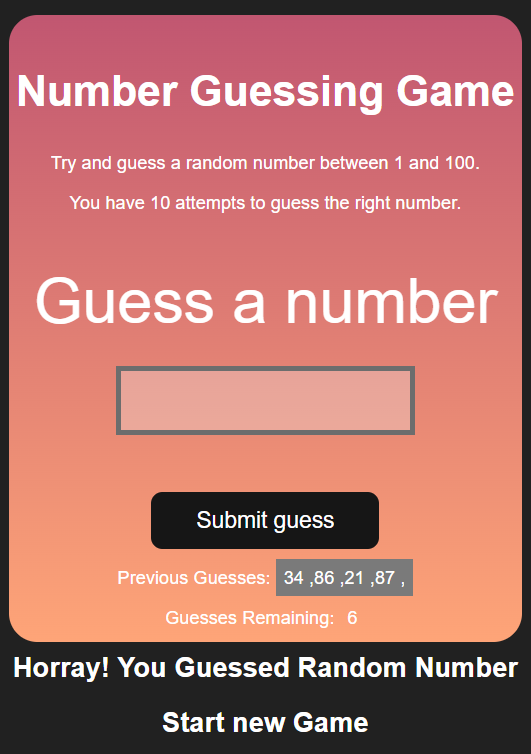 Number Guessing Game
Try and guess a random number between 1 and 100.
You have 10 attempts to guess the right number.
Guess a number
Submit guess
Previous Guesses: 34 ,86 ,21 ,87 ,
Guesses Remaining: 6
Horray! You Guessed Random Number
Start new Game